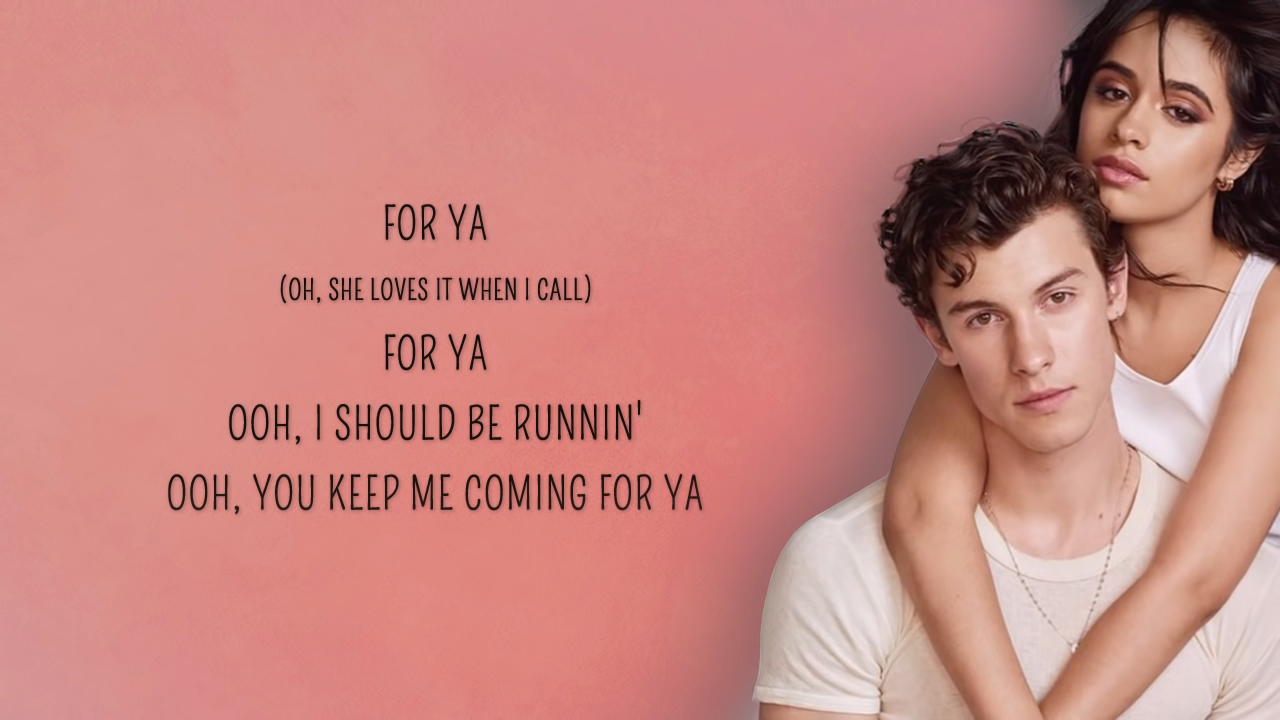 FOR YA
(OH, SHE LOVES IT WHEN I CALL)
FOR YA
OOH, I SHOULD BE RUNNIN'
OOH, YOU KEEP ME COMING FOR YA